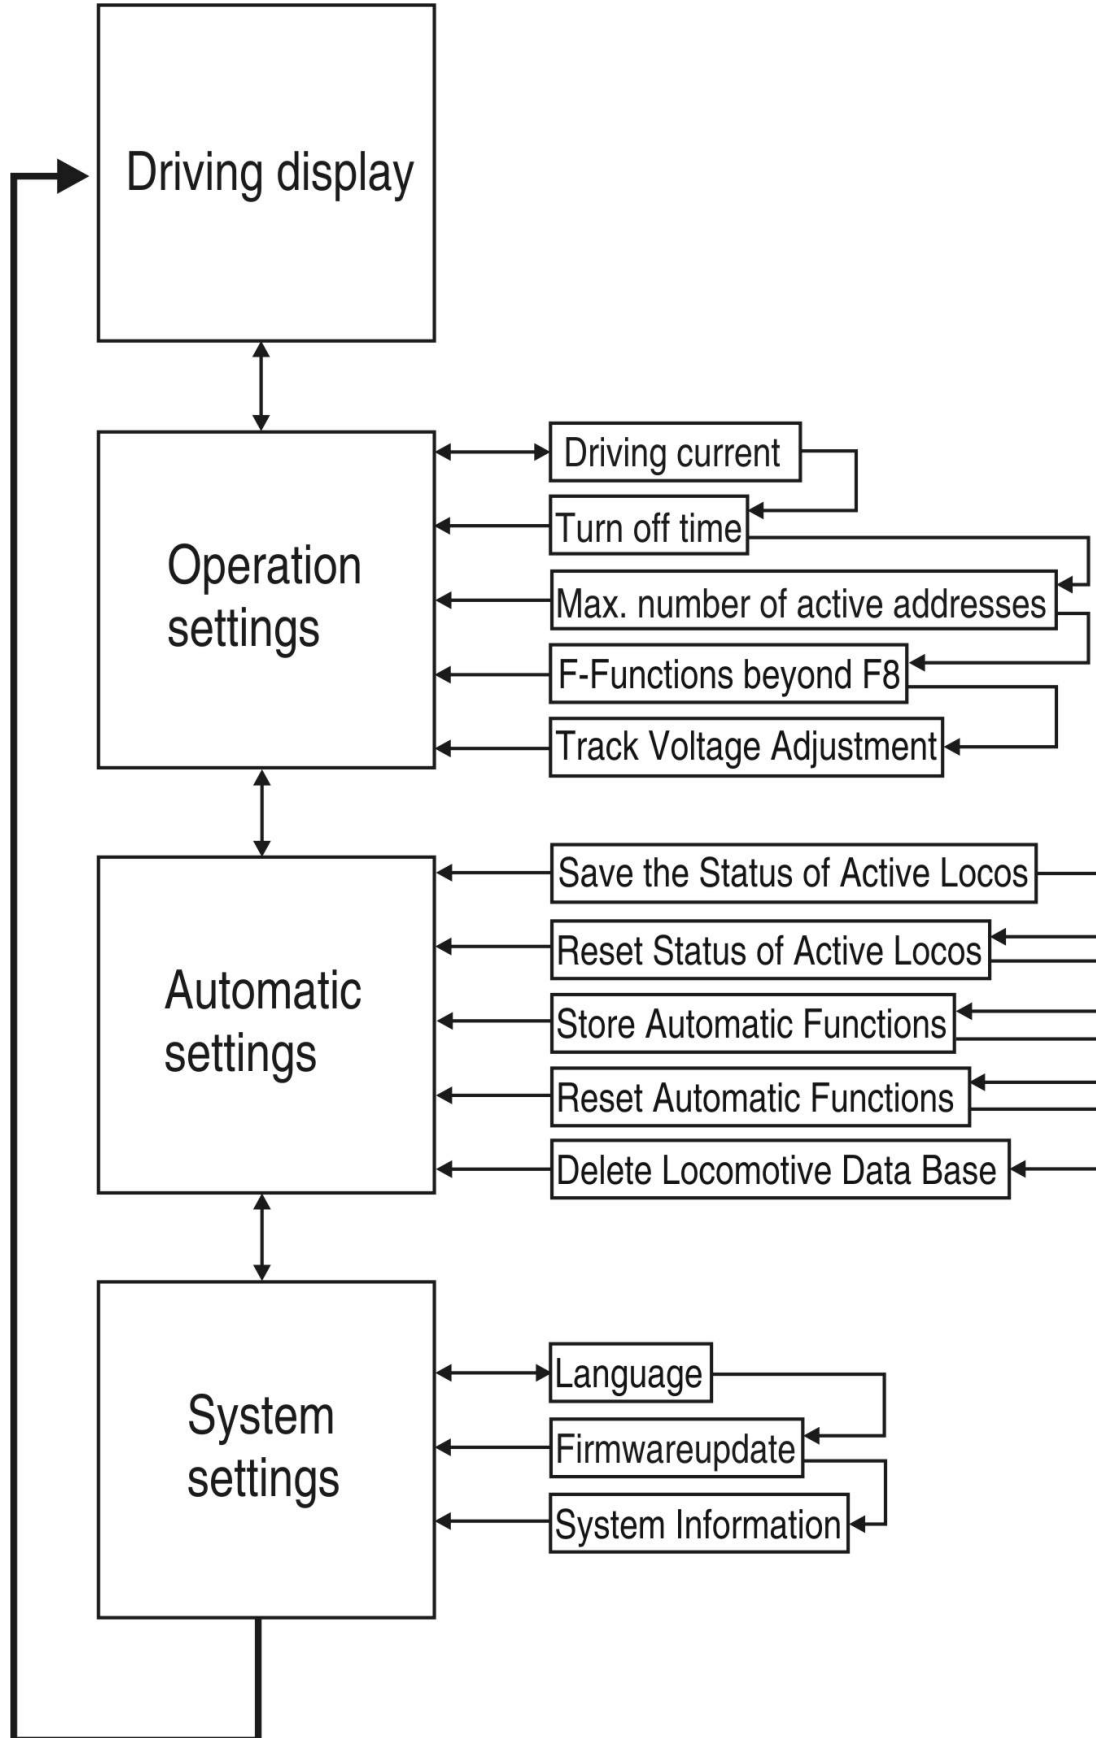 Driving display
Operation
settings
Driving current
Turn off time
Max. number of active addresses
F-Functions beyond F8
Track Voltage Adjustment
Automatic
settings
Save the Status of Active Locos
Reset Status of Active Locos
Store Automatic Functions
Reset Automatic Functions
Delete Locomotive Data Base
System
settings
Language
Firmwareupdate
System Information